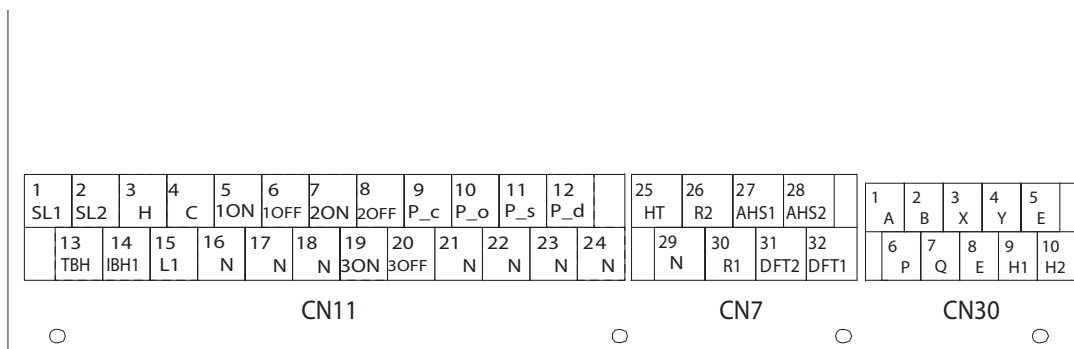 1 2 3 4 5 6 7 8 9 10 11 12
SL1 SL2 H C 1ON 1OFF 2ON 2OFF P_c P_o P_s P_d
13 14 15 16 17 18 19 20 21 22 23 24
TBH IBH1 L1 N N N 3ON 3OFF N N N N
CN11
25 26 27 28
HT R2 AHS1 AHS2
29 30 31 32
N R1 DFT2 DFT1
CN7
1 2 3 4 5
A B X Y E
6 7 8 9 10
P Q E H1 H2
CN30